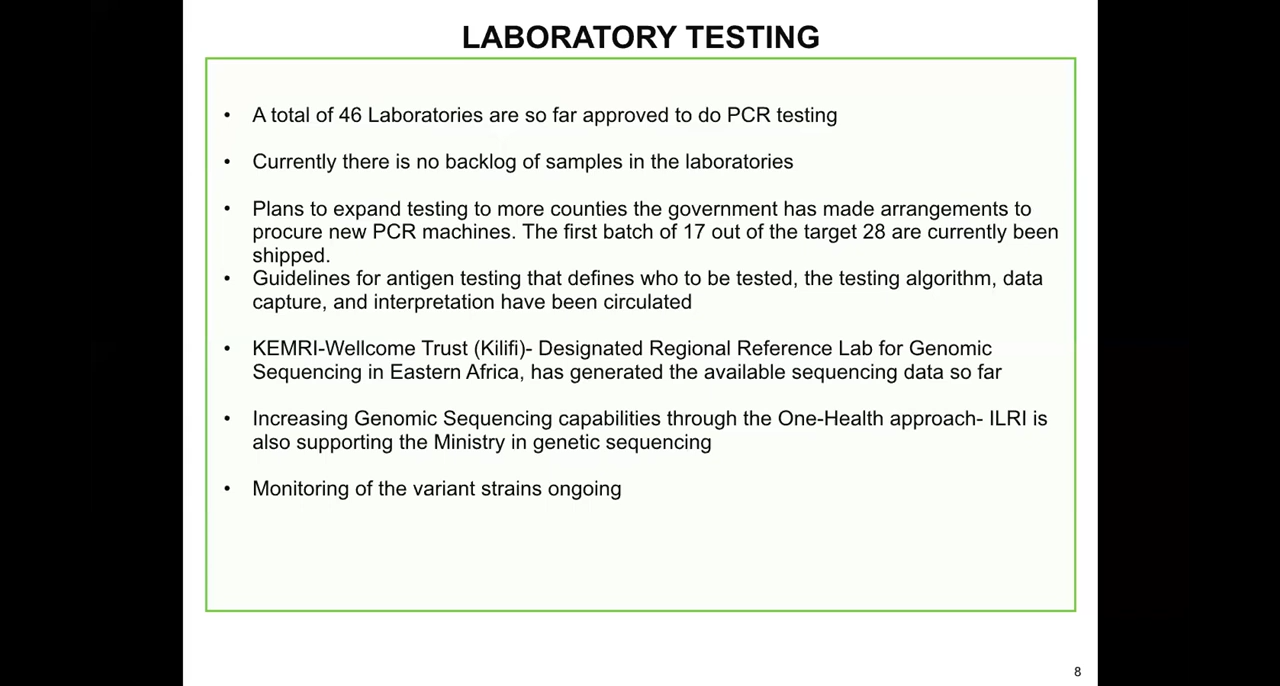 LABORATORY TESTING
• A total of 46 Laboratories are so far approved to do PCR testing
• Currently there is no backlog of samples in the laboratories
• Plans to expand testing to more counties the government has made arrangements to
procure new PCR machines. The first batch of 17 out of the target 28 are currently been
shipped.
• Guidelines for antigen testing that defines who to be tested, the testing algorithm, data
capture, and interpretation have been circulated
• KEMRI-Wellcome Trust (Kilifi)- Designated Regional Reference Lab for Genomic
Sequencing in Eastern Africa, has generated the available sequencing data so far
• Increasing Genomic Sequencing capabilities through the One-Health approach- ILRI is
also supporting the Ministry in genetic sequencing
• Monitoring of the variant strains ongoing
8